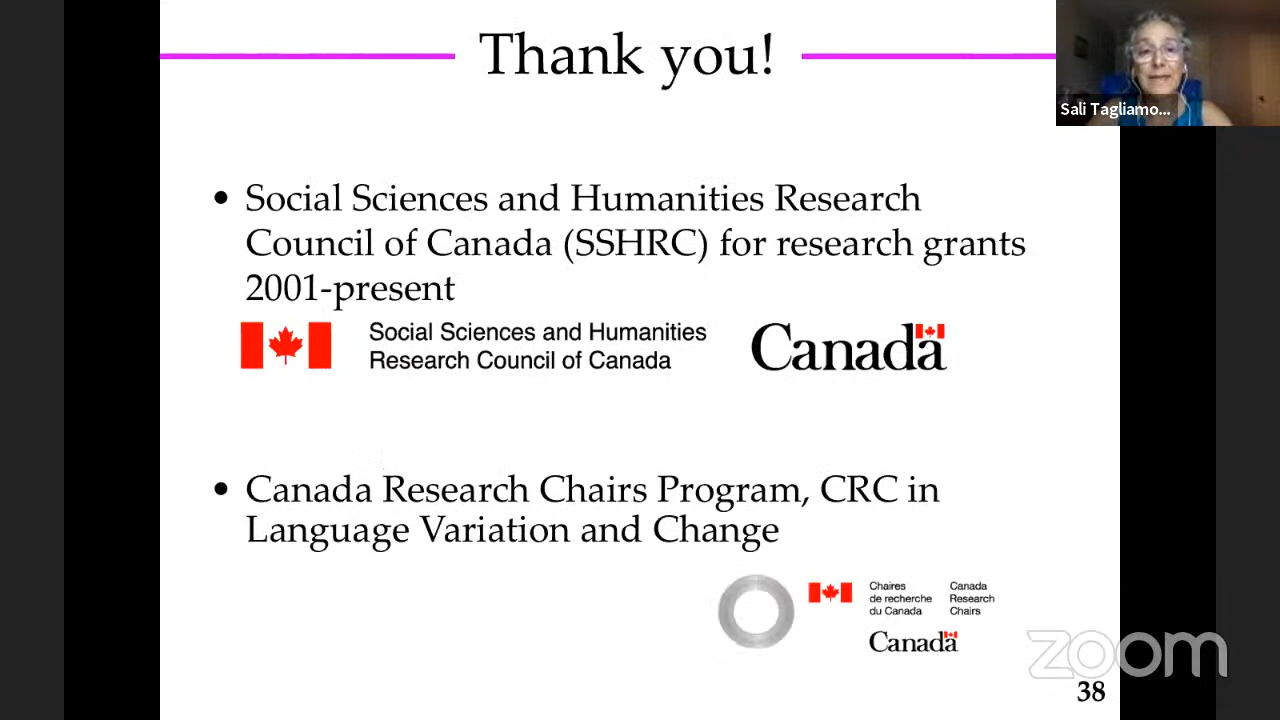 Thank you!
Sali Tagliamo...
• Social Sciences and Humanities Research
Council of Canada (SSHRC) for research grants
2001-present
Social Sciences and Humanities
Research Council of Canada
Canada
• Canada Research Chairs Program, CRC in
Language Variation and Change
Chaires
de recherche
du Canada
Canada
Research
Chairs
Canada
zoom
38